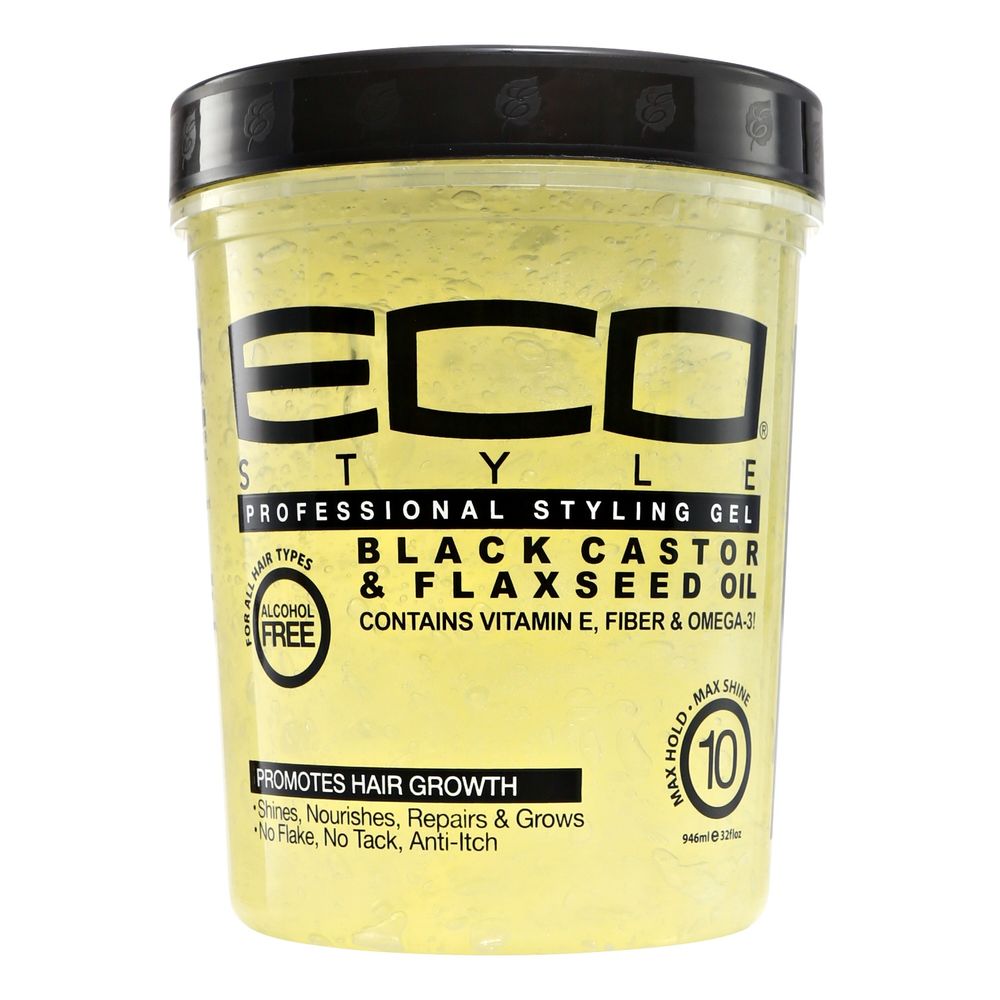 ECO®
STYLE
PROFESSIONAL STYLING GEL
BLACK CASTOR
& FLAXSEED OIL
CONTAINS VITAMIN E, FIBER & OMEGA-3!
FOR ALL HAIR TYPES
ALCOHOL
FREE
MAX HOLD • MAX SHINE
10
946ml ℮ 32floz
PROMOTES HAIR GROWTH
•Shines, Nourishes, Repairs & Grows
•No Flake, No Tack, Anti-Itch